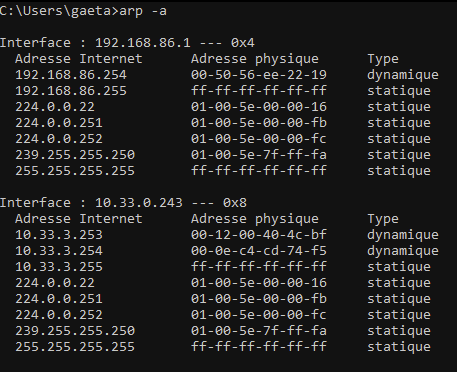 C:\Users\gaeta>arp -a
Interface : 192.168.86.1 --- 0x4
Adresse Internet Adresse physique Type
192.168.86.254 00-50-56-ee-22-19 dynamique
192.168.86.255 ff-ff-ff-ff-ff-ff statique
224.0.0.22 01-00-5e-00-00-16 statique
224.0.0.251 01-00-5e-00-00-fb statique
224.0.0.252 01-00-5e-00-00-fc statique
239.255.255.250 01-00-5e-7f-ff-fa statique
255.255.255.255 ff-ff-ff-ff-ff-ff statique
Interface : 10.33.0.243 --- 0x8
Adresse Internet Adresse physique Type
10.33.3.253 00-12-00-40-4c-bf dynamique
10.33.3.254 00-0e-c4-cd-74-f5 dynamique
10.33.3.255 ff-ff-ff-ff-ff-ff statique
224.0.0.22 01-00-5e-00-00-16 statique
224.0.0.251 01-00-5e-00-00-fb statique
224.0.0.252 01-00-5e-00-00-fc statique
239.255.255.250 01-00-5e-7f-ff-fa statique
255.255.255.255 ff-ff-ff-ff-ff-ff statique